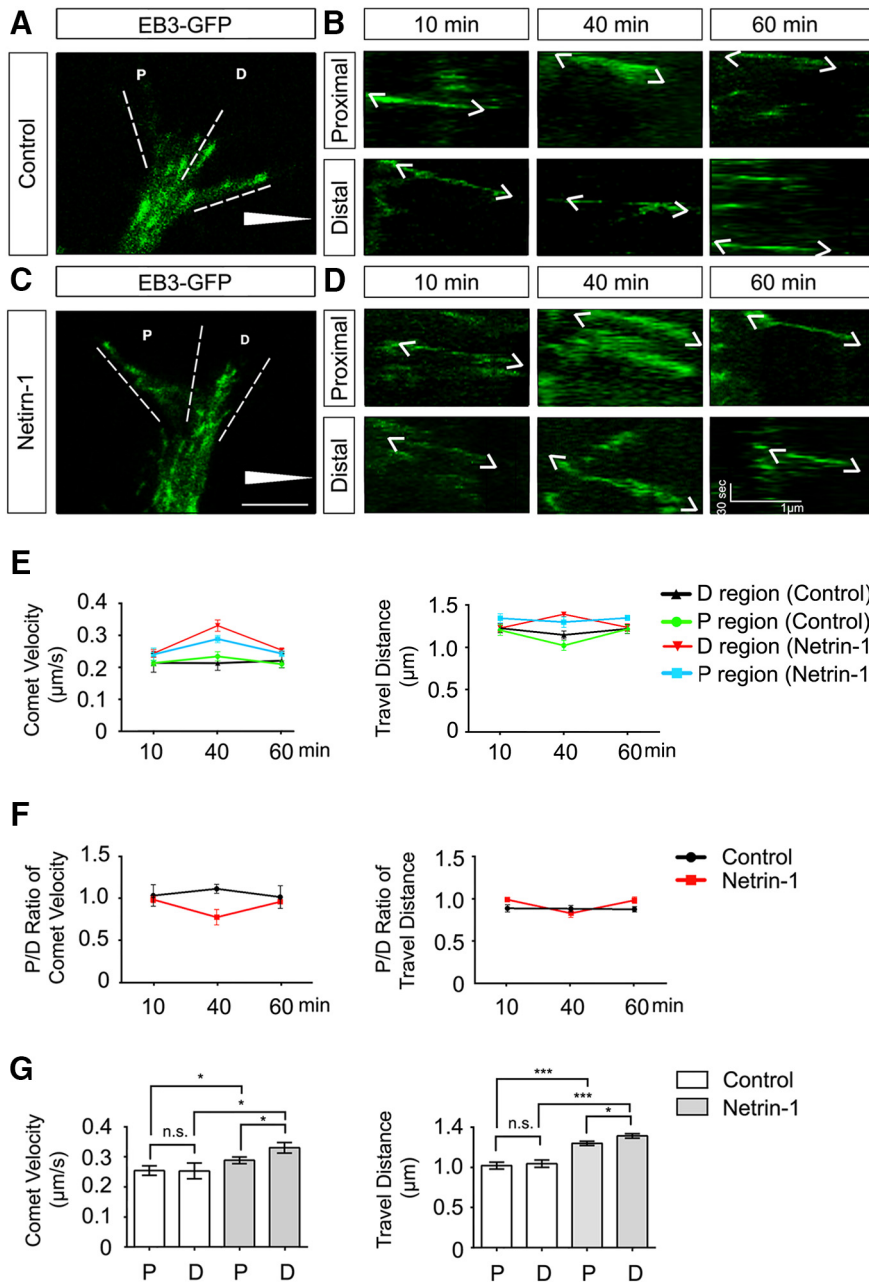 A
EB3-GFP
B
10 min
40 min
60 min
Control
P
D
Proximal
Distal
C
EB3-GFP
D
10 min
40 min
60 min
Netirn-1
P
D
Proximal
Distal
30 sec
1μm
E
Comet Velocity
(μm/s)
0.4
0.3
0.2
0.1
0
10
40
60 min
Travel Distance
(μm)
1.5
1.0
0.5
0
10
40
60 min
D region (Control)
P region (Control)
D region (Netrin-1
P region (Netrin-1
F
P/D Ratio of
Comet Velocity
1.5
1.0
0.5
0
10
40
60 min
P/D Ratio of
Travel Distance
1.5
1.0
0.5
0
10
40
60 min
Control
Netrin-1
G
Comet Velocity
(μm/s)
0.4
0.3
0.2
0.1
0
*
n.s.
*
*
P
D
P
D
Travel Distance
(μm)
1.4
1.0
0.5
0
***
n.s.
***
*
P
D
P
D
Control
Netrin-1